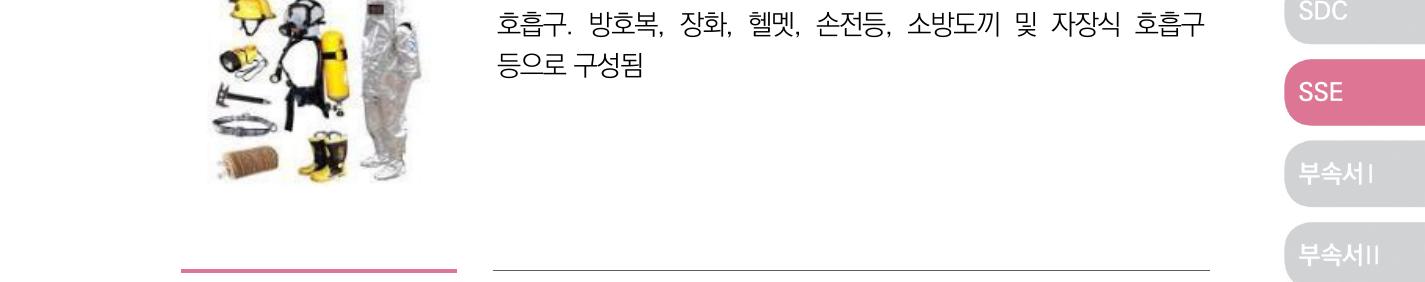 호흡구. 방호복, 장화, 헬멧, 손전등, 소방도끼 및 자장식 호흡구
등으로 구성됨
SDC
SSE
부속서Ⅰ
부속서Ⅱ